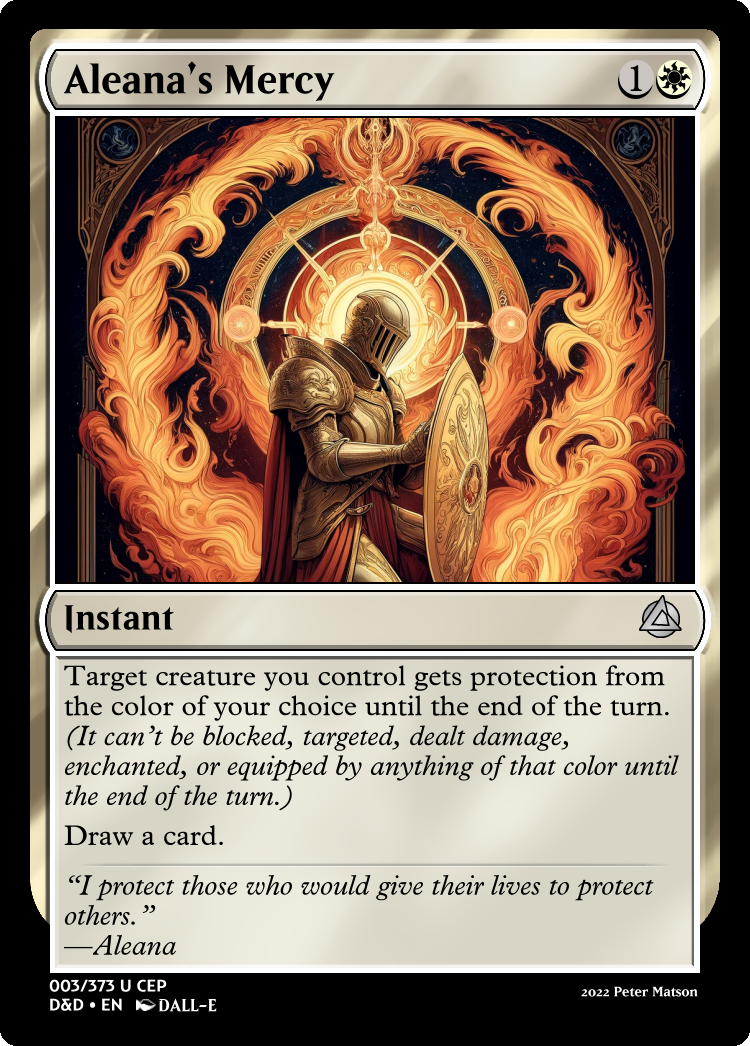 Aleana's Mercy 1
Instant
Target creature you control gets protection from
the color of your choice until the end of the turn.
(It can't be blocked, targeted, dealt damage,
enchanted, or equipped by anything of that color until
the end of the turn.)
Draw a card.
"I protect those who would give their lives to protect
others."
—Aleana
003/373 U CEP
D&D • EN DALL-E
2022 Peter Matson